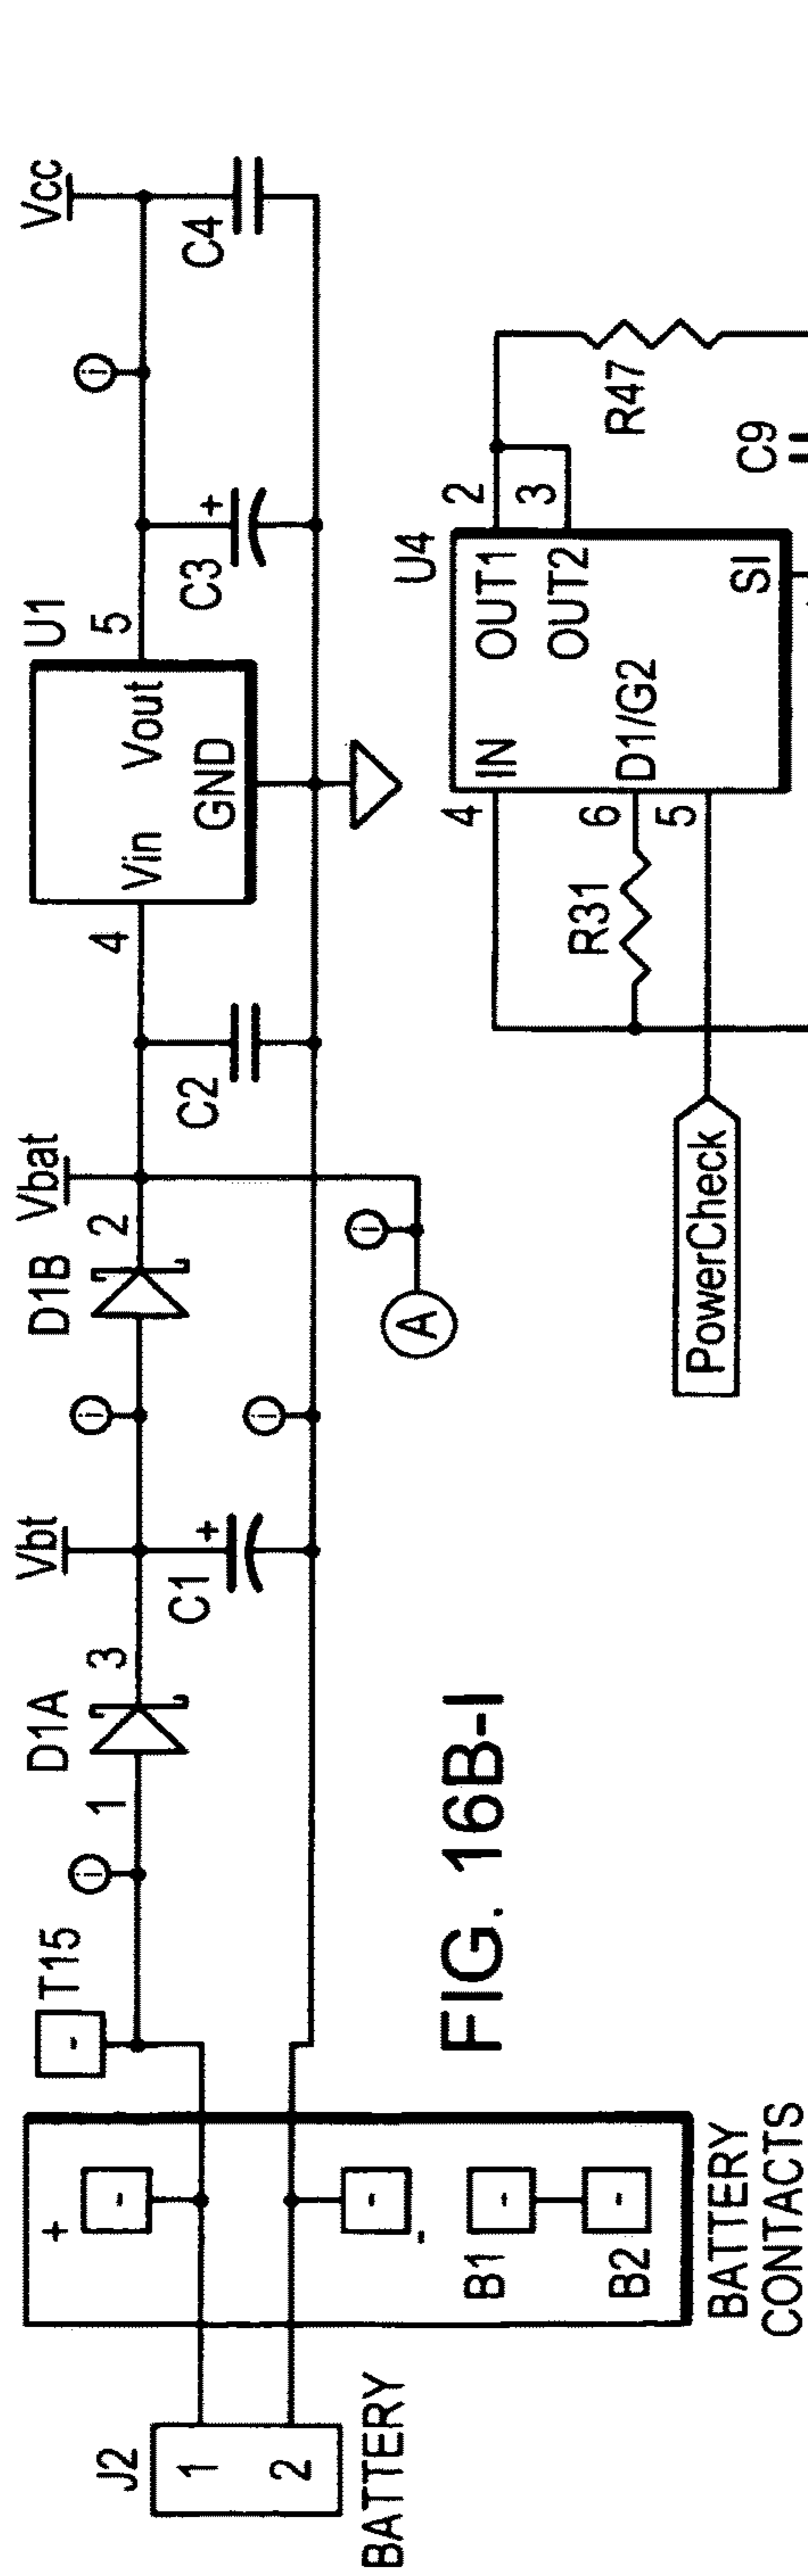 J2
1
2
BATTERY
+
-
B1
B2
BATTERY
CONTACTS
T15
i
1
D1A
3
Vbt
C1
+
i
i
D1B
2
Vbat
i
A
C2
4
U1
Vin
Vout
GND
5
C3
+
i
Vcc
C4
FIG. 16B-I
PowerCheck
R31
4
6
5
U4
IN
OUT1
OUT2
D1/G2
SI
2
3
R47
C9